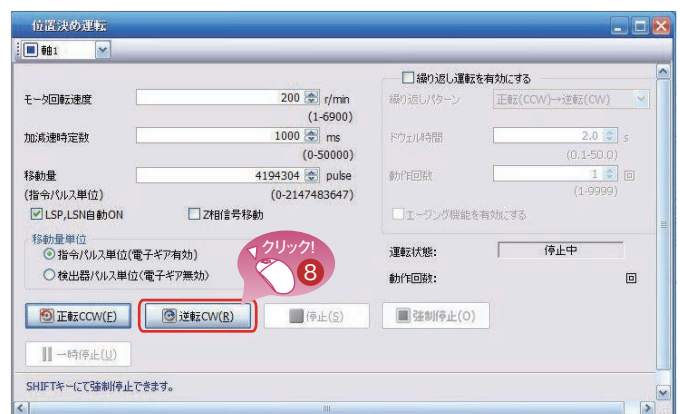 位置決め運転
軸1
モータ回転速度 200 r/min
(1-6900)
加減速時定数 1000 ms
(0-50000)
移動量 4194304 pulse
(指令パルス単位) (0-2147483647)
LSP,LSN自動ON Z相信号移動
移動量単位
指令パルス単位(電子ギア有効)
検出器パルス単位(電子ギア無効)
クリック!
8
正転CCW(F) 逆転CW(R) 停止(S) 強制停止(O)
一時停止(U)
繰り返し運転を有効にする
繰り返しパターン 正転(CCW)→逆転(CW)
ドウェル時間 2.0 s
(0.1-50.0)
動作回数 1 回
(1-9999)
エージング機能を有効にする
運転状態: 停止中
動作回数: 回
SHIFTキーにて強制停止できます。